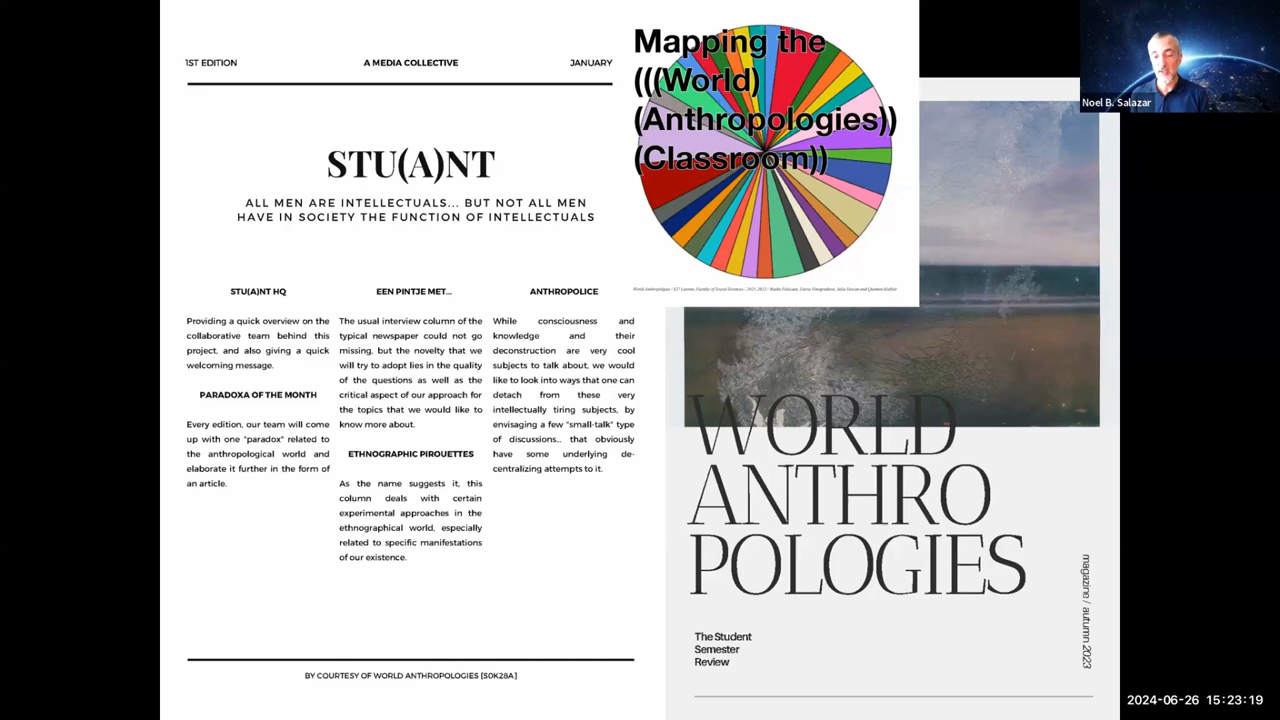 1ST EDITION
A MEDIA COLLECTIVE
JANUARY
STU(A)NT
ALL MEN ARE INTELLECTUALS... BUT NOT ALL MEN
HAVE IN SOCIETY THE FUNCTION OF INTELLECTUALS
STU(A)NT HQ
Providing a quick overview on the
collaborative team behind this
project, and also giving a quick
welcoming message.
PARADOXA OF THE MONTH
Every edition, our team will come
up with one "paradox" related to
the anthropological world and
elaborate it further in the form of
an article.
EEN PINTJE MET...
The usual interview column of the
typical newspaper could not go
missing, but the novelty that we
will try to adopt lies in the quality
of the questions as well as the
critical aspect of our approach for
the topics that we would like to
know more about.
ETHNOGRAPHIC PIROUETTES
As the name suggests it, this
column deals with certain
experimental approaches in the
ethnographical world, especially
related to specific manifestations
of our existence.
ANTHROPOLICE
While consciousness and
knowledge and their
deconstruction are very cool
subjects to talk about, we would
like to look into ways that one can
detach from these very
intellectually tiring subjects, by
envisaging a few "small-talk" type
of discussions... that obviously
have some underlying de-
centralizing attempts to it.
BY COURTESY OF WORLD ANTHROPOLOGIES [S0K28A]
Mapping the
(((World)
(Anthropologies))
(Classroom))
WORLD
ANTHRO
POLOGIES
magazine / autumn 2023
The Student
Semester
Review
Noel B. Salazar
2024-06-26 15:23:19